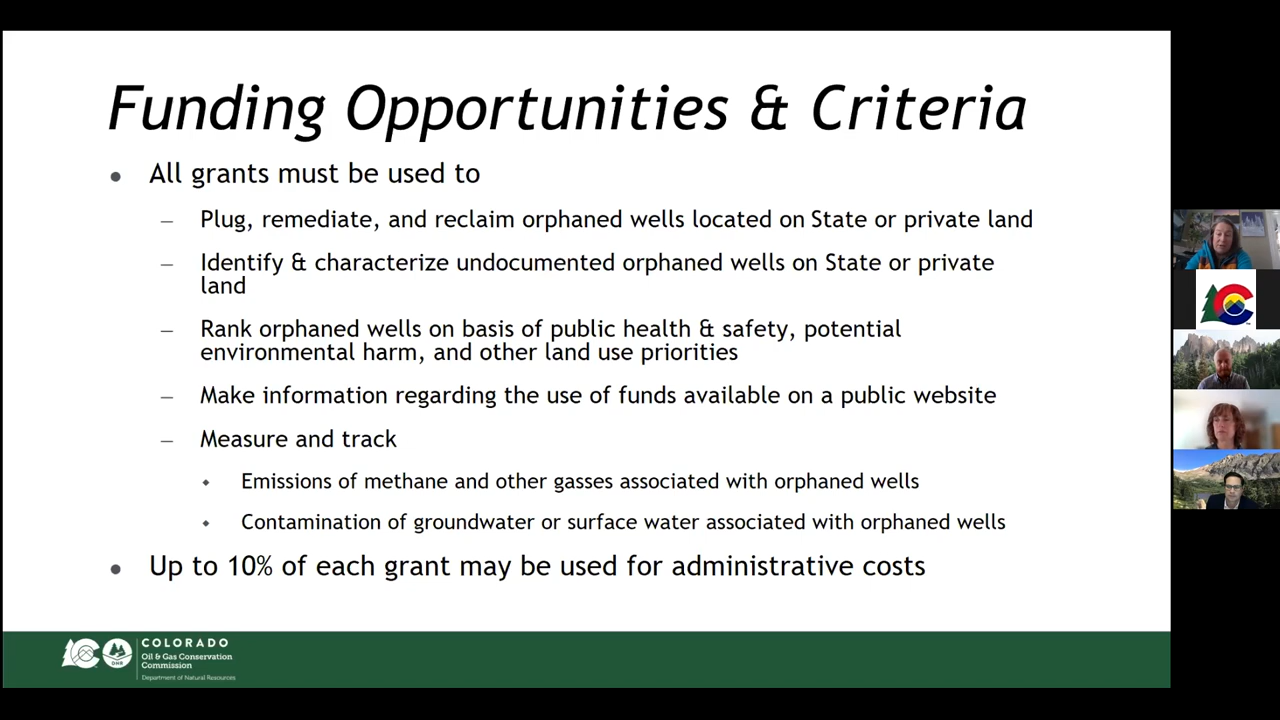 Funding Opportunities & Criteria
● All grants must be used to
– Plug, remediate, and reclaim orphaned wells located on State or private land
– Identify & characterize undocumented orphaned wells on State or private
land
– Rank orphaned wells on basis of public health & safety, potential
environmental harm, and other land use priorities
– Make information regarding the use of funds available on a public website
– Measure and track
◆ Emissions of methane and other gasses associated with orphaned wells
◆ Contamination of groundwater or surface water associated with orphaned wells
● Up to 10% of each grant may be used for administrative costs
COLORADO
Oil & Gas Conservation
Commission
Department of Natural Resources
DNR